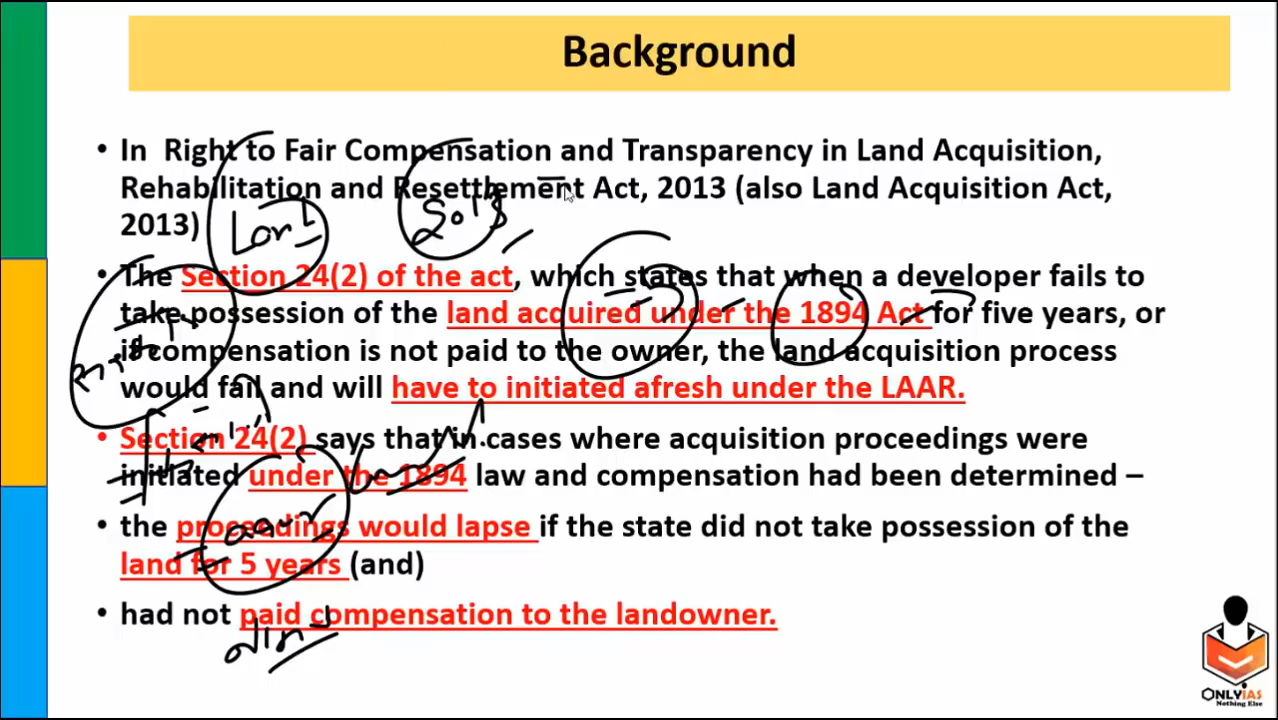 Background
• In Right to Fair Compensation and Transparency in Land Acquisition,
Rehabilitation and Resettlement Act, 2013 (also Land Acquisition Act,
2013)
2013
• The Section 24(2) of the act, which states that when a developer fails to
take possession of the land acquired under the 1894 Act for five years, or
if compensation is not paid to the owner, the land acquisition process
would fail and will have to initiated afresh under the LAAR.
• Section 24(2) says that in cases where acquisition proceedings were
initiated under the 1894 law and compensation had been determined –
• the proceedings would lapse if the state did not take possession of the
land for 5 years (and)
• had not paid compensation to the landowner.
ONLYIAS
Nothing Else